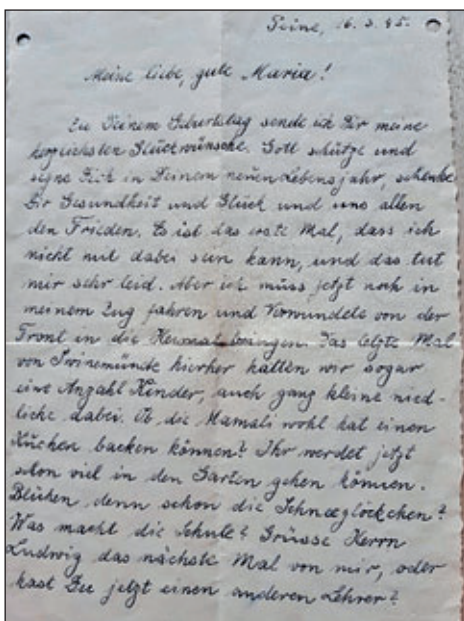 Peine, 16.3.45.
Meine liebe, gute Maria!
Zu Deinem Geburtstag sende ich Dir meine
herzlichsten Glückwünsche. Gott schütze und
segne Dich in Deinem neuen Lebensjahr, schenke
Dir Gesundheit und Glück und uns allen
den Frieden. Es ist das erste Mal, dass ich
nicht mit dabei sein kann, und das tut
mir sehr leid. Aber ich muss jetzt noch in
meinem Zug fahren und Verwundete von der
Front in die Heimat bringen. Das letzte Mal
von Swinemünde hierher hatten wir sogar
eine Anzahl Kinder, auch ganz kleine nied-
liche dabei. Ob die Mamali wohl hat einen
Kuchen backen können? Ihr werdet jetzt
schon viel in den Garten gehen können.
Blühen denn schon die Schneeglöckchen?
Was macht die Schule? Grüsse Herrn
Ludwig das nächste Mal von mir, oder
hast Du jetzt einen anderen Lehrer?